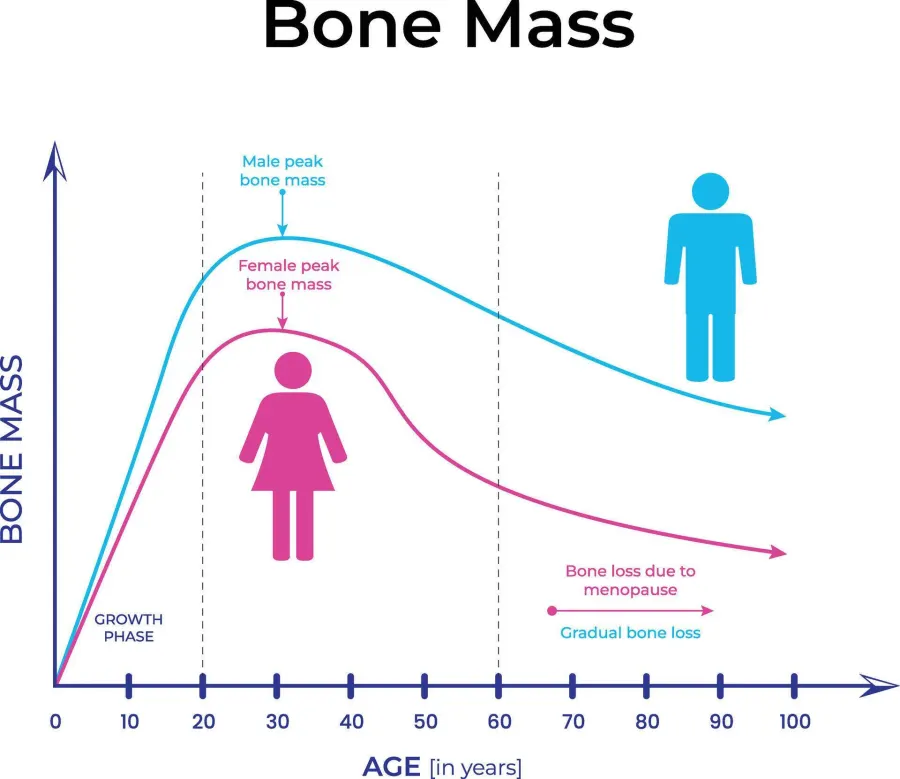 Bone Mass
Male peak
bone mass
Female peak
bone mass
BONE MASS
GROWTH
PHASE
Bone loss due to
menopause
Gradual bone loss
0 10 20 30 40 50 60 70 80 90 100
AGE [in years]